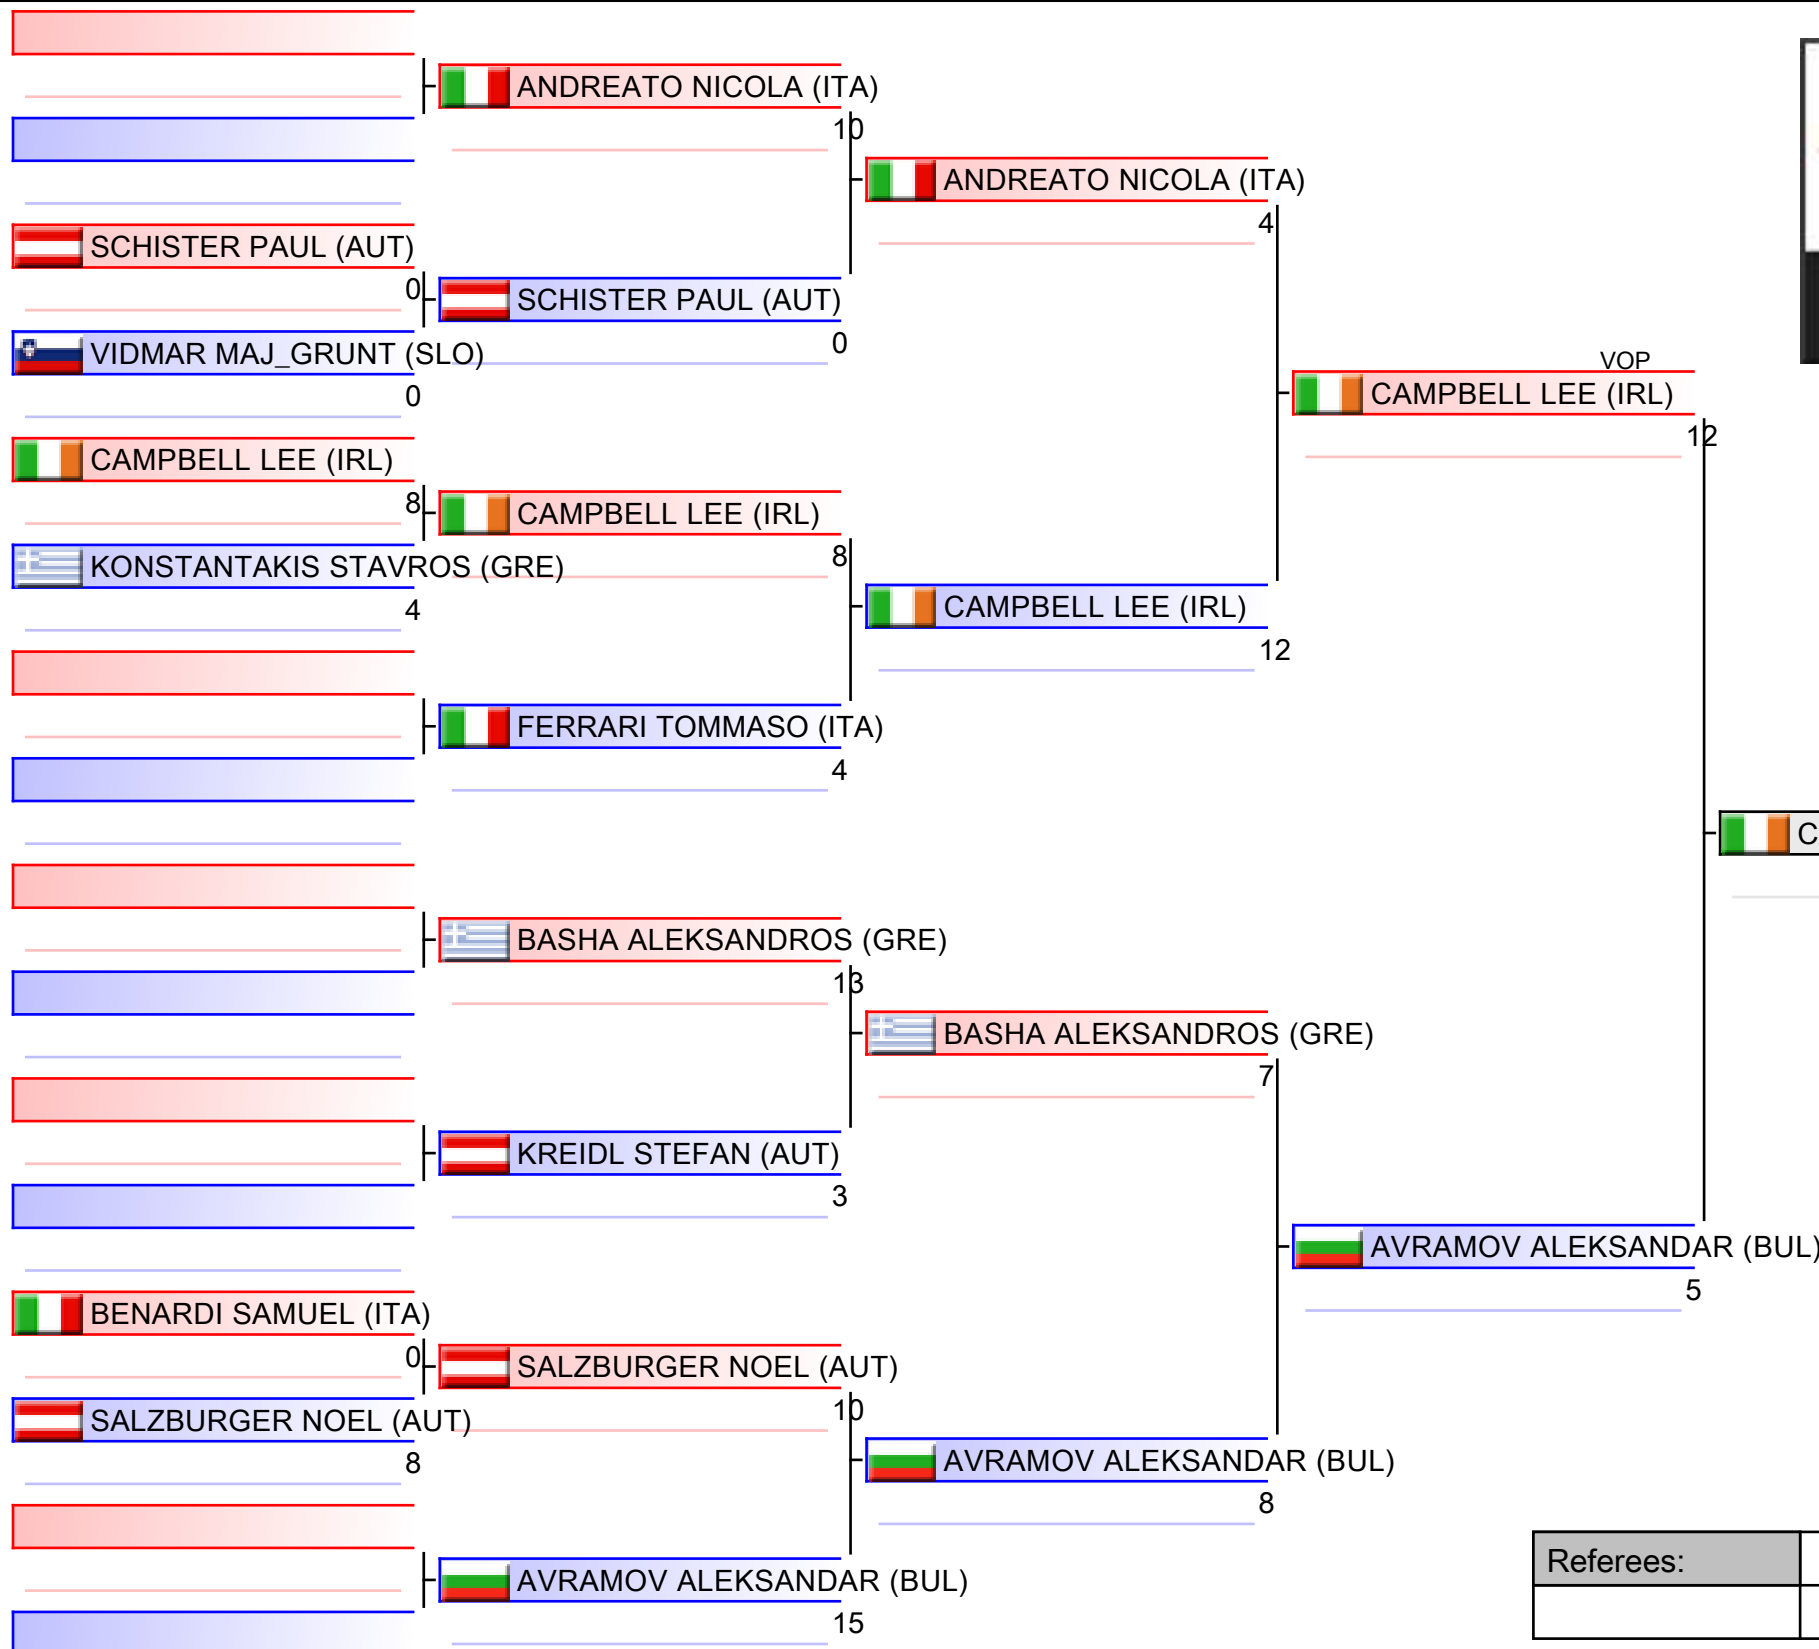 ANDREATO NICOLA (ITA)
10
ANDREATO NICOLA (ITA)
4
SCHISTER PAUL (AUT)
0
SCHISTER PAUL (AUT)
0
VIDMAR MAJ_GRUNT (SLO)
0
VOP
CAMPBELL LEE (IRL)
12
CAMPBELL LEE (IRL)
8
CAMPBELL LEE (IRL)
8
KONSTANTAKIS STAVROS (GRE)
4
CAMPBELL LEE (IRL)
12
FERRARI TOMMASO (ITA)
4
C
BASHA ALEKSANDROS (GRE)
13
BASHA ALEKSANDROS (GRE)
7
KREIDL STEFAN (AUT)
3
AVRAMOV ALEKSANDAR (BUL)
5
BENARDI SAMUEL (ITA)
0
SALZBURGER NOEL (AUT)
10
SALZBURGER NOEL (AUT)
8
AVRAMOV ALEKSANDAR (BUL)
8
AVRAMOV ALEKSANDAR (BUL)
15
Referees: